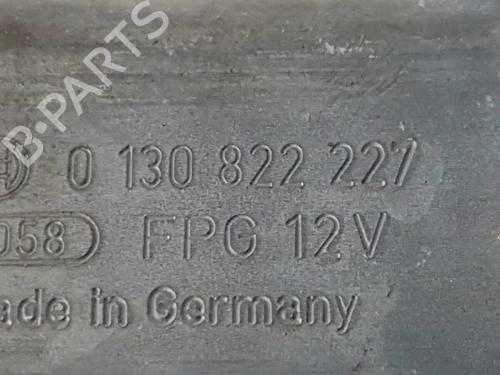 B-PARTS
0 130 822 227
058 FPG 12V
ade in Germany